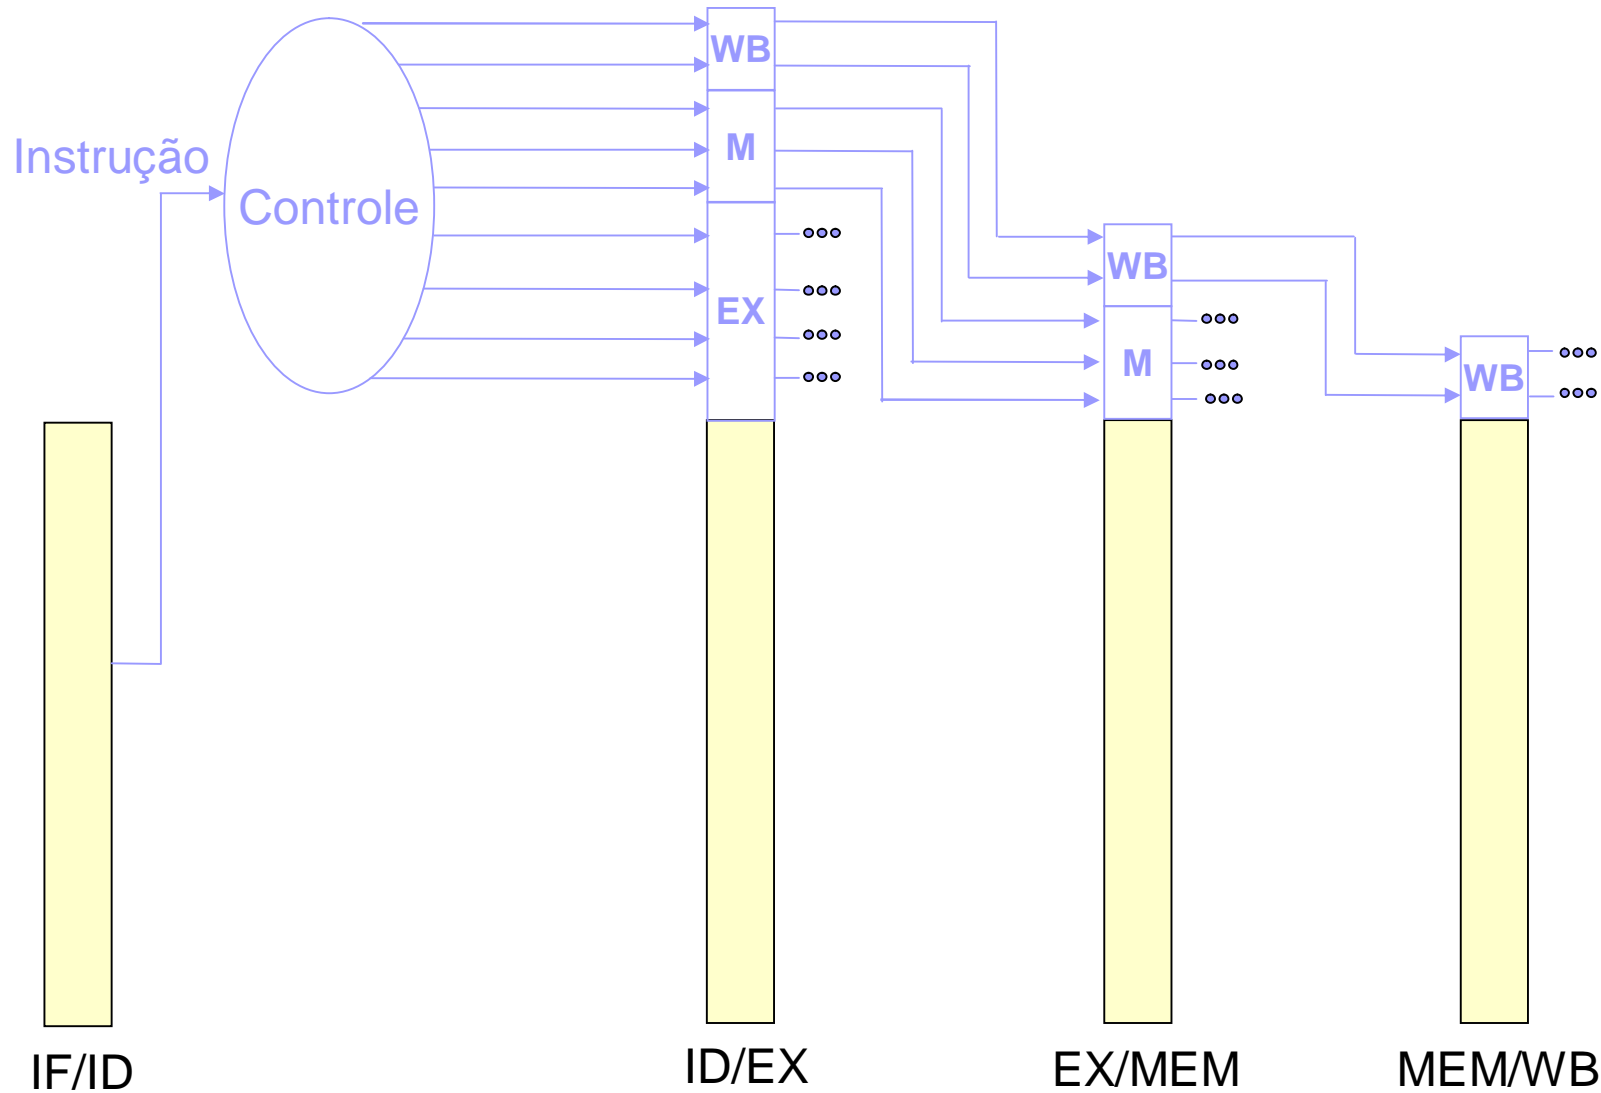 WB
M
Instrução
Controle
EX
WB
M
WB
IF/ID
ID/EX
EX/MEM
MEM/WB